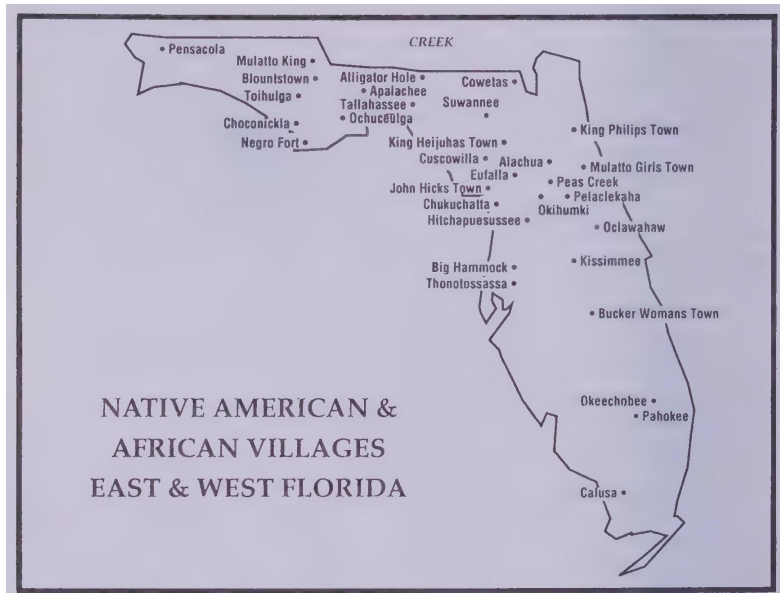 CREEK
Pensacola
Mulatto King
Blountstown
Toihulga
Choconickla
Negro Fort
Alligator Hole
Apalachee
Tallahassee
Ochuceulga
Cowetas
Suwannee
King Heijuhas Town
Cuscowilla
Alachua
Eufalla
John Hicks Town
Chukuchatta
Hitchapuesussee
King Philips Town
Mulatto Girls Town
Peas Creek
Pelaclekaha
Okihumki
Oclawahaw
Big Hammock
Thonotossassa
Kissimmee
Bucker Womans Town
Okeechobee
Pahokee
Calusa
NATIVE AMERICAN &
AFRICAN VILLAGES
EAST & WEST FLORIDA